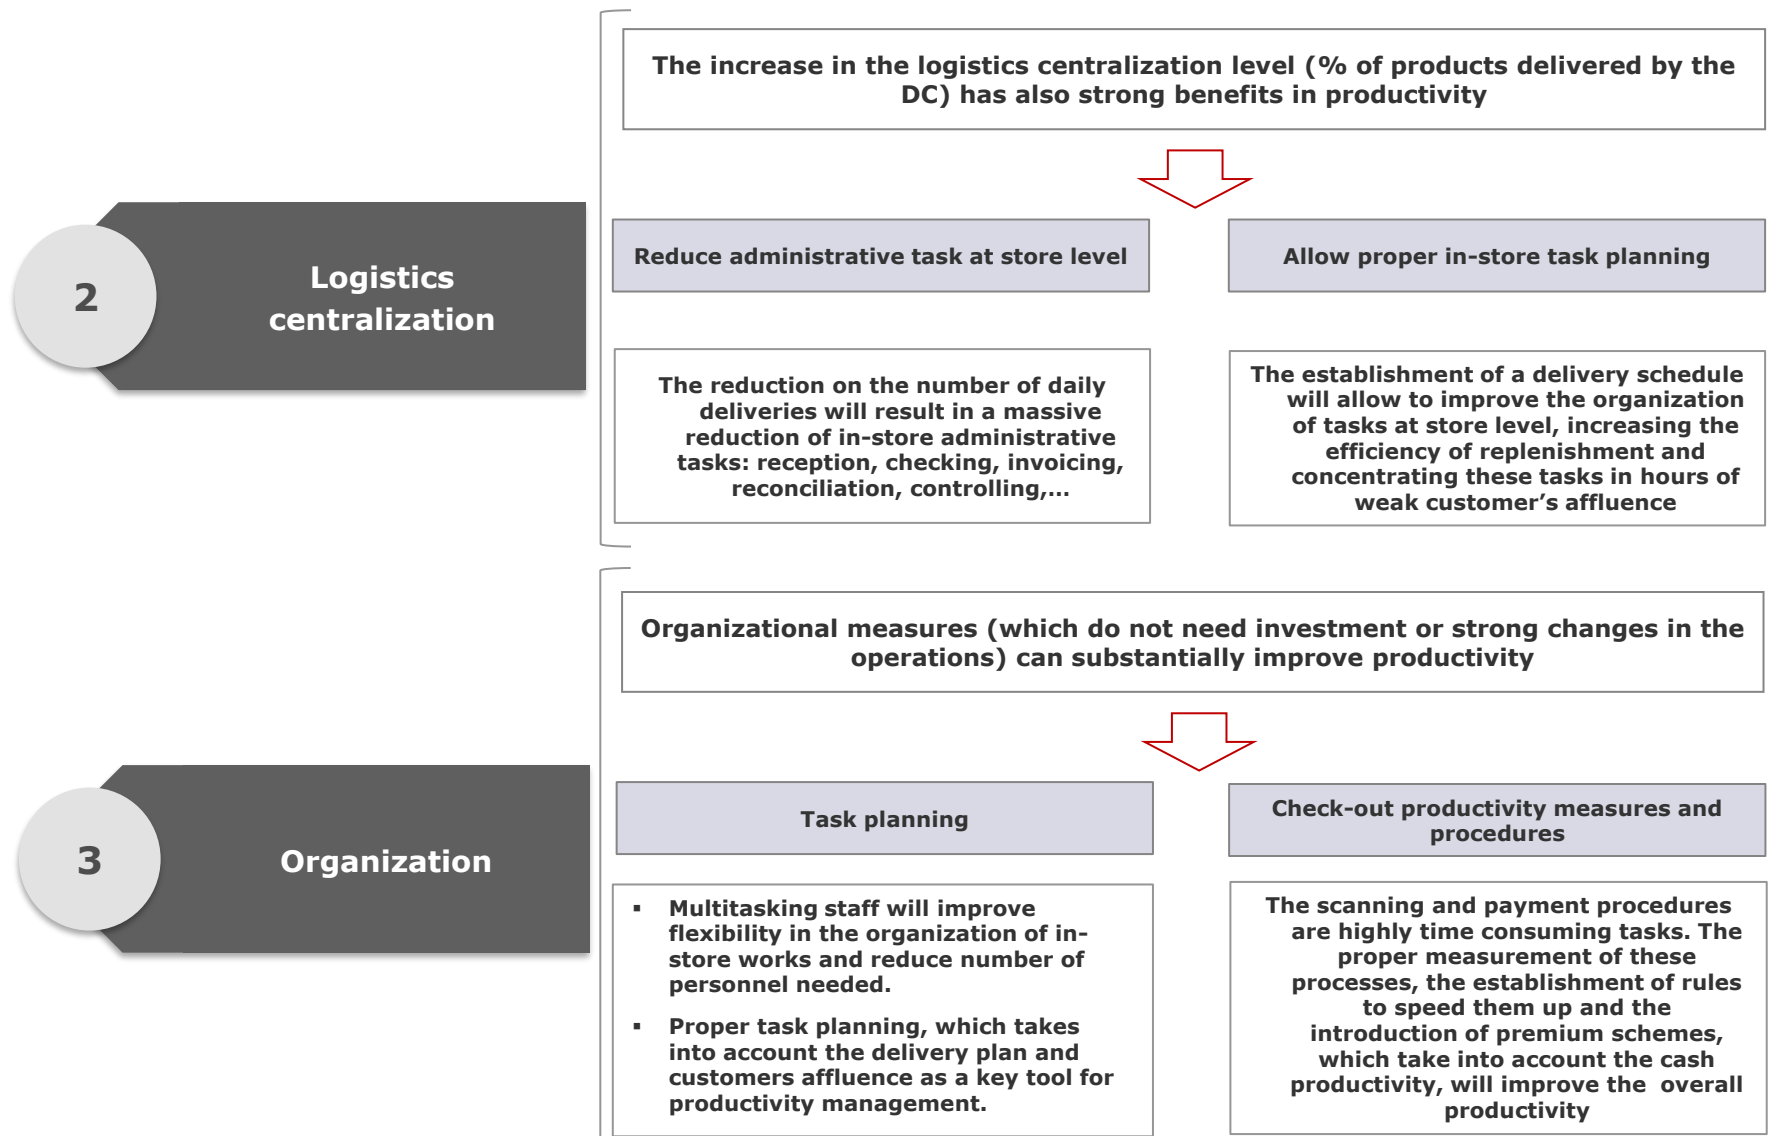 The increase in the logistics centralization level (% of products delivered by the
DC) has also strong benefits in productivity
2
Logistics
centralization
Reduce administrative task at store level
Allow proper in-store task planning
The reduction on the number of daily
deliveries will result in a massive
reduction of in-store administrative
tasks: reception, checking, invoicing,
reconciliation, controlling,...
The establishment of a delivery schedule
will allow to improve the organization
of tasks at store level, increasing the
efficiency of replenishment and
concentrating these tasks in hours of
weak customer’s affluence
Organizational measures (which do not need investment or strong changes in the
operations) can substantially improve productivity
3
Organization
Task planning
Check-out productivity measures and
procedures
▪ Multitasking staff will improve
flexibility in the organization of in-
store works and reduce number of
personnel needed.
▪ Proper task planning, which takes
into account the delivery plan and
customers affluence as a key tool for
productivity management.
The scanning and payment procedures
are highly time consuming tasks. The
proper measurement of these
processes, the establishment of rules
to speed them up and the
introduction of premium schemes,
which take into account the cash
productivity, will improve the  overall
productivity